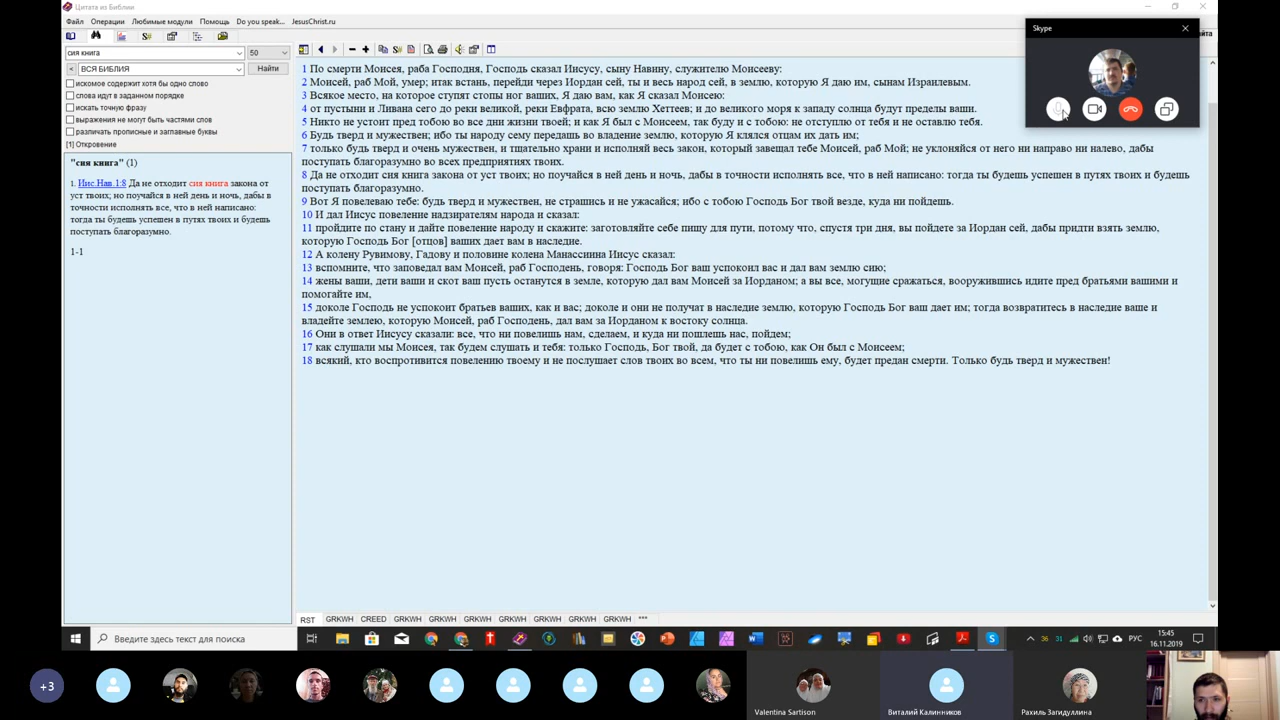 Цитата из Библии
Файл Операции Любимые модули Помощь Do you speak... JesusChrist.ru
сия книга 50
< ВСЯ БИБЛИЯ Найти
искомое содержит хотя бы одно слово
слова идут в заданном порядке
искать точную фразу
выражения не могут быть частями слов
различать прописные и заглавные буквы
[1] Откровение
"сия книга" (1)
1. Иис.Нав.1:8 Да не отходит сия книга закона от
уст твоих; но поучайся в ней день и ночь, дабы в
точности исполнять все, что в ней написано:
тогда ты будешь успешен в путях твоих и будешь
поступать благоразумно.
1-1
1 По смерти Моисея, раба Господня, Господь сказал Иисусу, сыну Навину, служителю Моисееву:
2 Моисей, раб Мой, умер; итак встань, перейди через Иордан сей, ты и весь народ сей, в землю, которую Я даю им, сынам Израилевым.
3 Всякое место, на которое ступят стопы ног ваших, Я даю вам, как Я сказал Моисею:
4 от пустыни и Ливана сего до реки великой, реки Евфрата, всю землю Хеттеев; и до великого моря к западу солнца будут пределы ваши.
5 Никто не устоит пред тобою во все дни жизни твоей; и как Я был с Моисеем, так буду и с тобою: не отступлю от тебя и не оставлю тебя.
6 Будь тверд и мужествен; ибо ты народу сему передашь во владение землю, которую Я клялся отцам их дать им;
7 только будь тверд и очень мужествен, и тщательно храни и исполняй весь закон, который завещал тебе Моисей, раб Мой; не уклоняйся от него ни направо ни налево, дабы
поступать благоразумно во всех предприятиях твоих.
8 Да не отходит сия книга закона от уст твоих; но поучайся в ней день и ночь, дабы в точности исполнять все, что в ней написано: тогда ты будешь успешен в путях твоих и будешь
поступать благоразумно.
9 Вот Я повелеваю тебе: будь тверд и мужествен, не страшись и не ужасайся; ибо с тобою Господь Бог твой везде, куда ни пойдешь.
10 И дал Иисус повеление надзирателям народа и сказал:
11 пройдите по стану и дайте повеление народу и скажите: заготовляйте себе пищу для пути, потому что, спустя три дня, вы пойдете за Иордан сей, дабы придти взять землю,
которую Господь Бог [отцов] ваших дает вам в наследие.
12 А колену Рувимову, Гадову и половине колена Манассиина Иисус сказал:
13 вспомните, что заповедал вам Моисей, раб Господень, говоря: Господь Бог ваш успокоил вас и дал вам землю сию;
14 жены ваши, дети ваши и скот ваш пусть останутся в земле, которую дал вам Моисей за Иорданом; а вы все, могущие сражаться, вооружившись идите пред братьями вашими и
помогайте им,
15 доколе Господь не успокоит братьев ваших, как и вас; доколе и они не получат в наследие землю, которую Господь Бог ваш дает им; тогда возвратитесь в наследие ваше и
владейте землею, которую Моисей, раб Господень, дал вам за Иорданом к востоку солнца.
16 Они в ответ Иисусу сказали: все, что ни повелишь нам, сделаем, и куда ни пошлешь нас, пойдем;
17 как слушали мы Моисея, так будем слушать и тебя: только Господь, Бог твой, да будет с тобою, как Он был с Моисеем;
18 всякий, кто воспротивится повелению твоему и не послушает слов твоих во всем, что ты ни повелишь ему, будет предан смерти. Только будь тверд и мужествен!
Skype
RST GRKWH CREED GRKWH GRKWH GRKWH GRKWH GRKWH GRKWH ***
Введите здесь текст для поиска
36 31 РУС
15:45
16.11.2019
+3
Valentina Sartison Виталий Калинников Рахиль Загидуллина